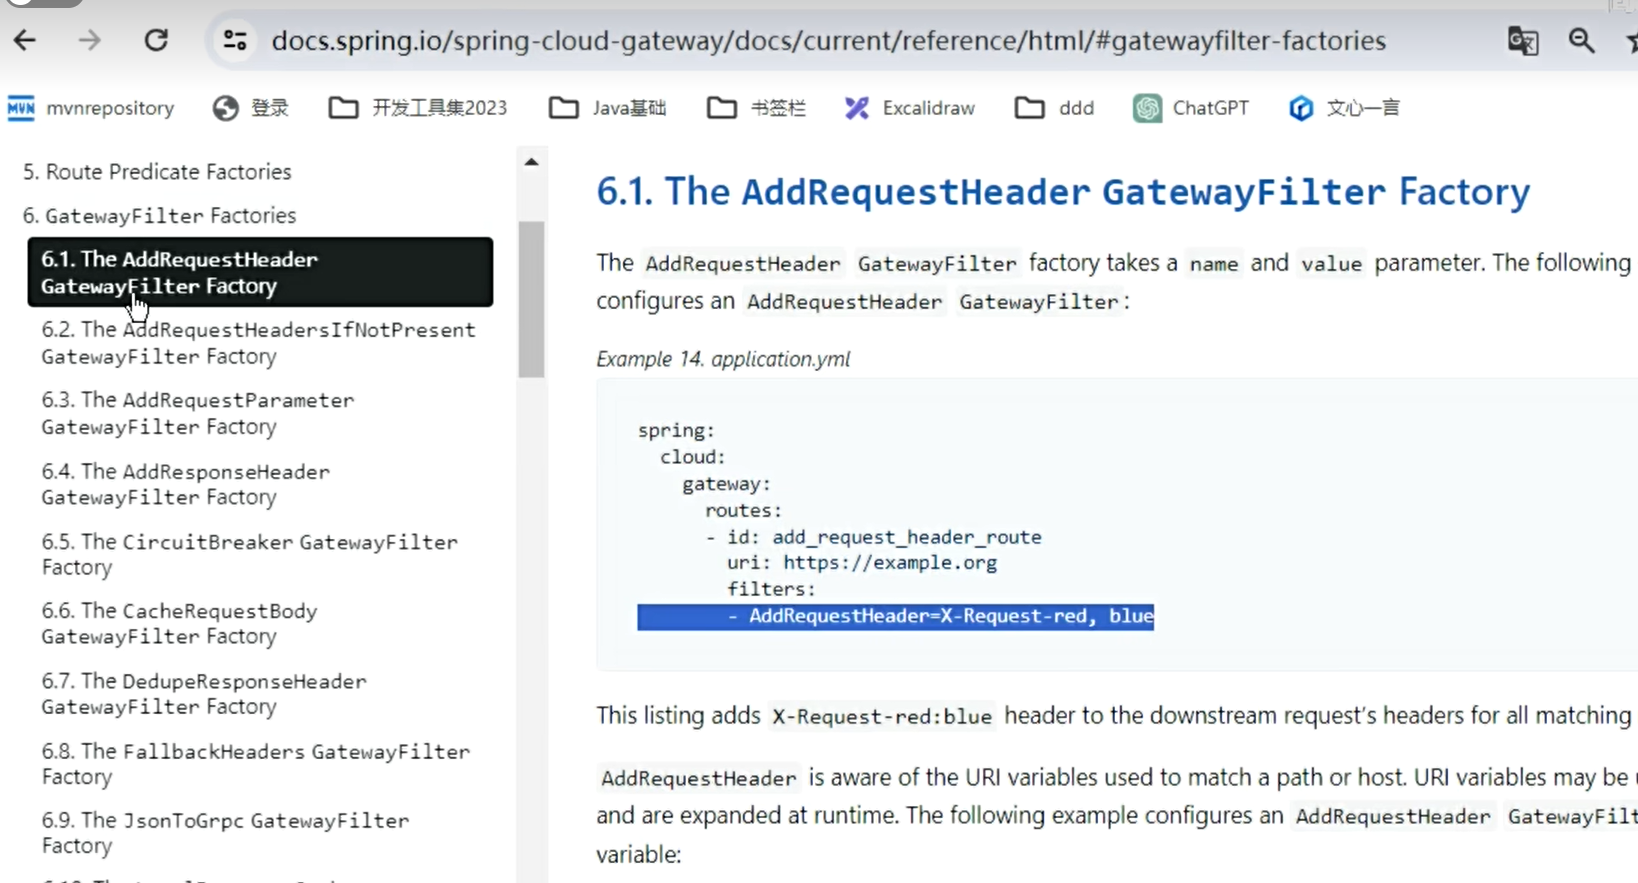 docs.spring.io/spring-cloud-gateway/docs/current/reference/html/#gatewayfilter-factories
mvnrepository 登录 开发工具集2023 Java基础 书签栏 Excalidraw ddd ChatGPT 文心一言
5. Route Predicate Factories
6. GatewayFilter Factories
6.1. The AddRequestHeader
GatewayFilter Factory
6.2. The AddRequestHeadersIfNotPresent
GatewayFilter Factory
6.3. The AddRequestParameter
GatewayFilter Factory
6.4. The AddResponseHeader
GatewayFilter Factory
6.5. The CircuitBreaker GatewayFilter
Factory
6.6. The CacheRequestBody
GatewayFilter Factory
6.7. The DedupeResponseHeader
GatewayFilter Factory
6.8. The FallbackHeaders GatewayFilter
Factory
6.9. The JsonToGrpc GatewayFilter
Factory
6.1. The AddRequestHeader GatewayFilter Factory
The AddRequestHeader GatewayFilter factory takes a name and value parameter. The following
configures an AddRequestHeader GatewayFilter:
Example 14. application.yml
spring:
cloud:
gateway:
routes:
- id: add_request_header_route
uri: https://example.org
filters:
- AddRequestHeader=X-Request-red, blue
This listing adds X-Request-red:blue header to the downstream request's headers for all matching
AddRequestHeader is aware of the URI variables used to match a path or host. URI variables may be
and are expanded at runtime. The following example configures an AddRequestHeader GatewayFilt
variable: